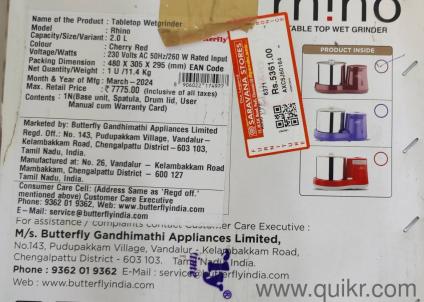 rhino
TABLE TOP WET GRINDER
PRODUCT INSIDE
Name of the Product : Tabletop Wetgrinder
Model : Rhino
Capacity/Size/Variant : 2.0 L
Colour : Cherry Red
Voltage/Watts : 230 Volts AC 50Hz/260 W Rated Input
Dimensions : 480 X 305 X 295 (mm) EAN Code
Net Quantity/Weight : 1 U/11.4 Kg
Month & Year of Mfg : March-2024
Max. Retail Price : ₹ 7775.00 (Inclusive of all taxes)
Contents : 1N(Base unit, Spatula, Drum lid, User
Manual cum Warranty Card)
Butterfly
8 906022 174977
SARAVANA STORES
Rs.5363.00
FURNITURE
Marketed by: Butterfly Gandhimathi Appliances Limited
Regd. Off.: No. 143, Pudupakkam Village, Vandalur -
Kelambakkam Road, Chengalpattu District - 603103,
Tamil Nadu, India.
Manufactured at: No. 26, Vandalur - Kelambakkam Road
Mambakkam, Chengalpattu District - 600 127
Tamil Nadu, India.
Consumer Care Cell: (Address Same as 'Regd off.'
mentioned above) Customer Care Executive
Phone: 9362 01 9362, Web: www.butterflyindia.com
E - Mail: service@butterflyindia.com
For assistance / complaints contact Customer Care Executive :
M/s. Butterfly Gandhimathi Appliances Limited,
No.143, Pudupakkam Village, Vandalur - Kelambakkam Road,
Chengalpattu District - 603 103. Tamil Nadu, India.
Phone : 9362 01 9362 E-Mail : service@butterflyindia.com
Web : www.butterflyindia.com
www.quikr.com